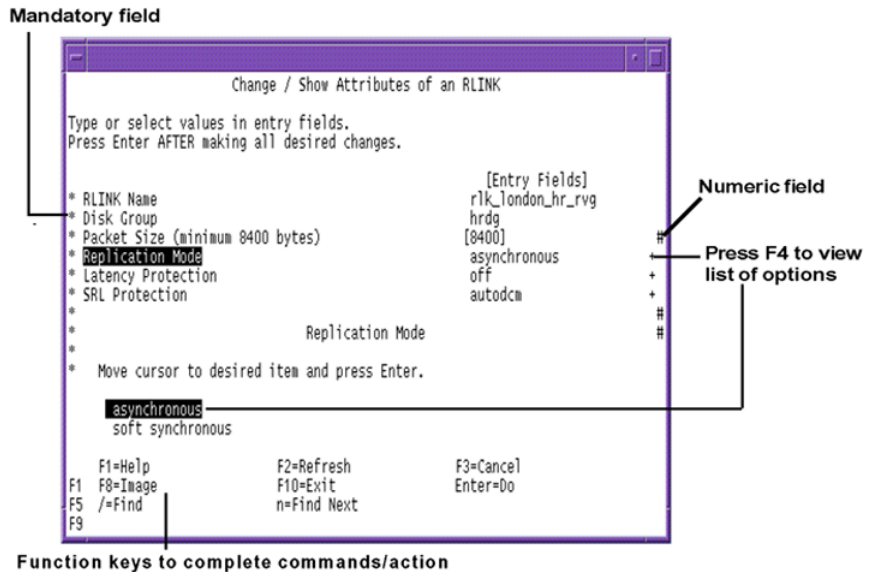 Mandatory field
Change / Show Attributes of an RLINK
Type or select values in entry fields.
Press Enter AFTER making all desired changes.
[Entry Fields]
* RLINK Name rlk_london_hr_rvg
* Disk Group hrdg
* Packet Size (minimum 8400 bytes) [8400] #
* Replication Mode asynchronous +
* Latency Protection off +
* SRL Protection autodcm +
* #
* Replication Mode #
*
* Move cursor to desired item and press Enter.
asynchronous
soft synchronous
F1=Help F2=Refresh F3=Cancel
F1 F8=Image F10=Exit Enter=Do
F5 /=Find n=Find Next
F9
Numeric field
Press F4 to view
list of options
Function keys to complete commands/action